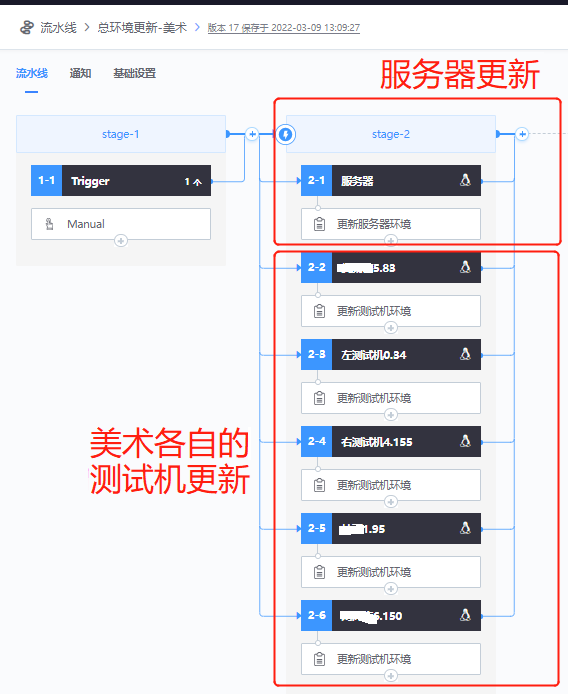 流水线 > 总环境更新-美术 > 版本 17 保存于 2022-03-09 13:09:27
流水线 通知 基础设置
服务器更新
stage-1
stage-2
1-1 Trigger 1 个
Manual
2-1 服务器
更新服务器环境
2-2 5.83
更新测试机环境
2-3 左测试机0.34
更新测试机环境
美术各自的
测试机更新
2-4 右测试机4.155
更新测试机环境
2-5 1.95
更新测试机环境
2-6 6.150
更新测试机环境